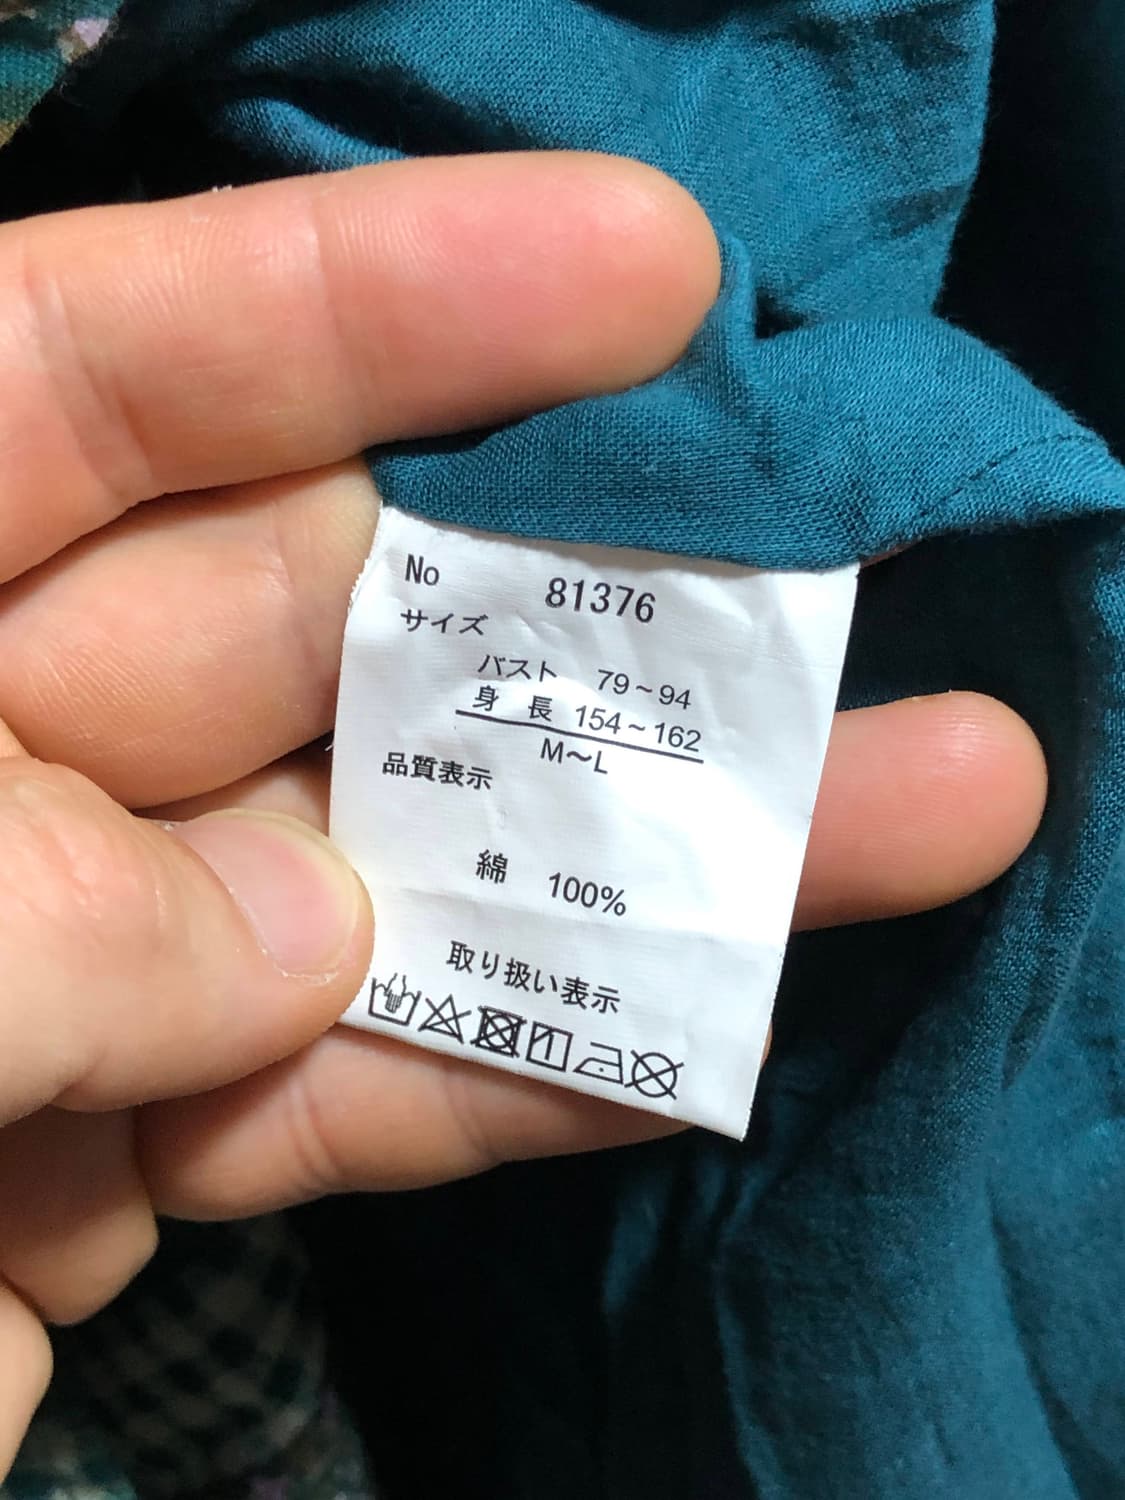 No 81376
サイズ
バスト 79~94
身 長 154~162
M〜L
品質表示
綿 100%
取り扱い表示